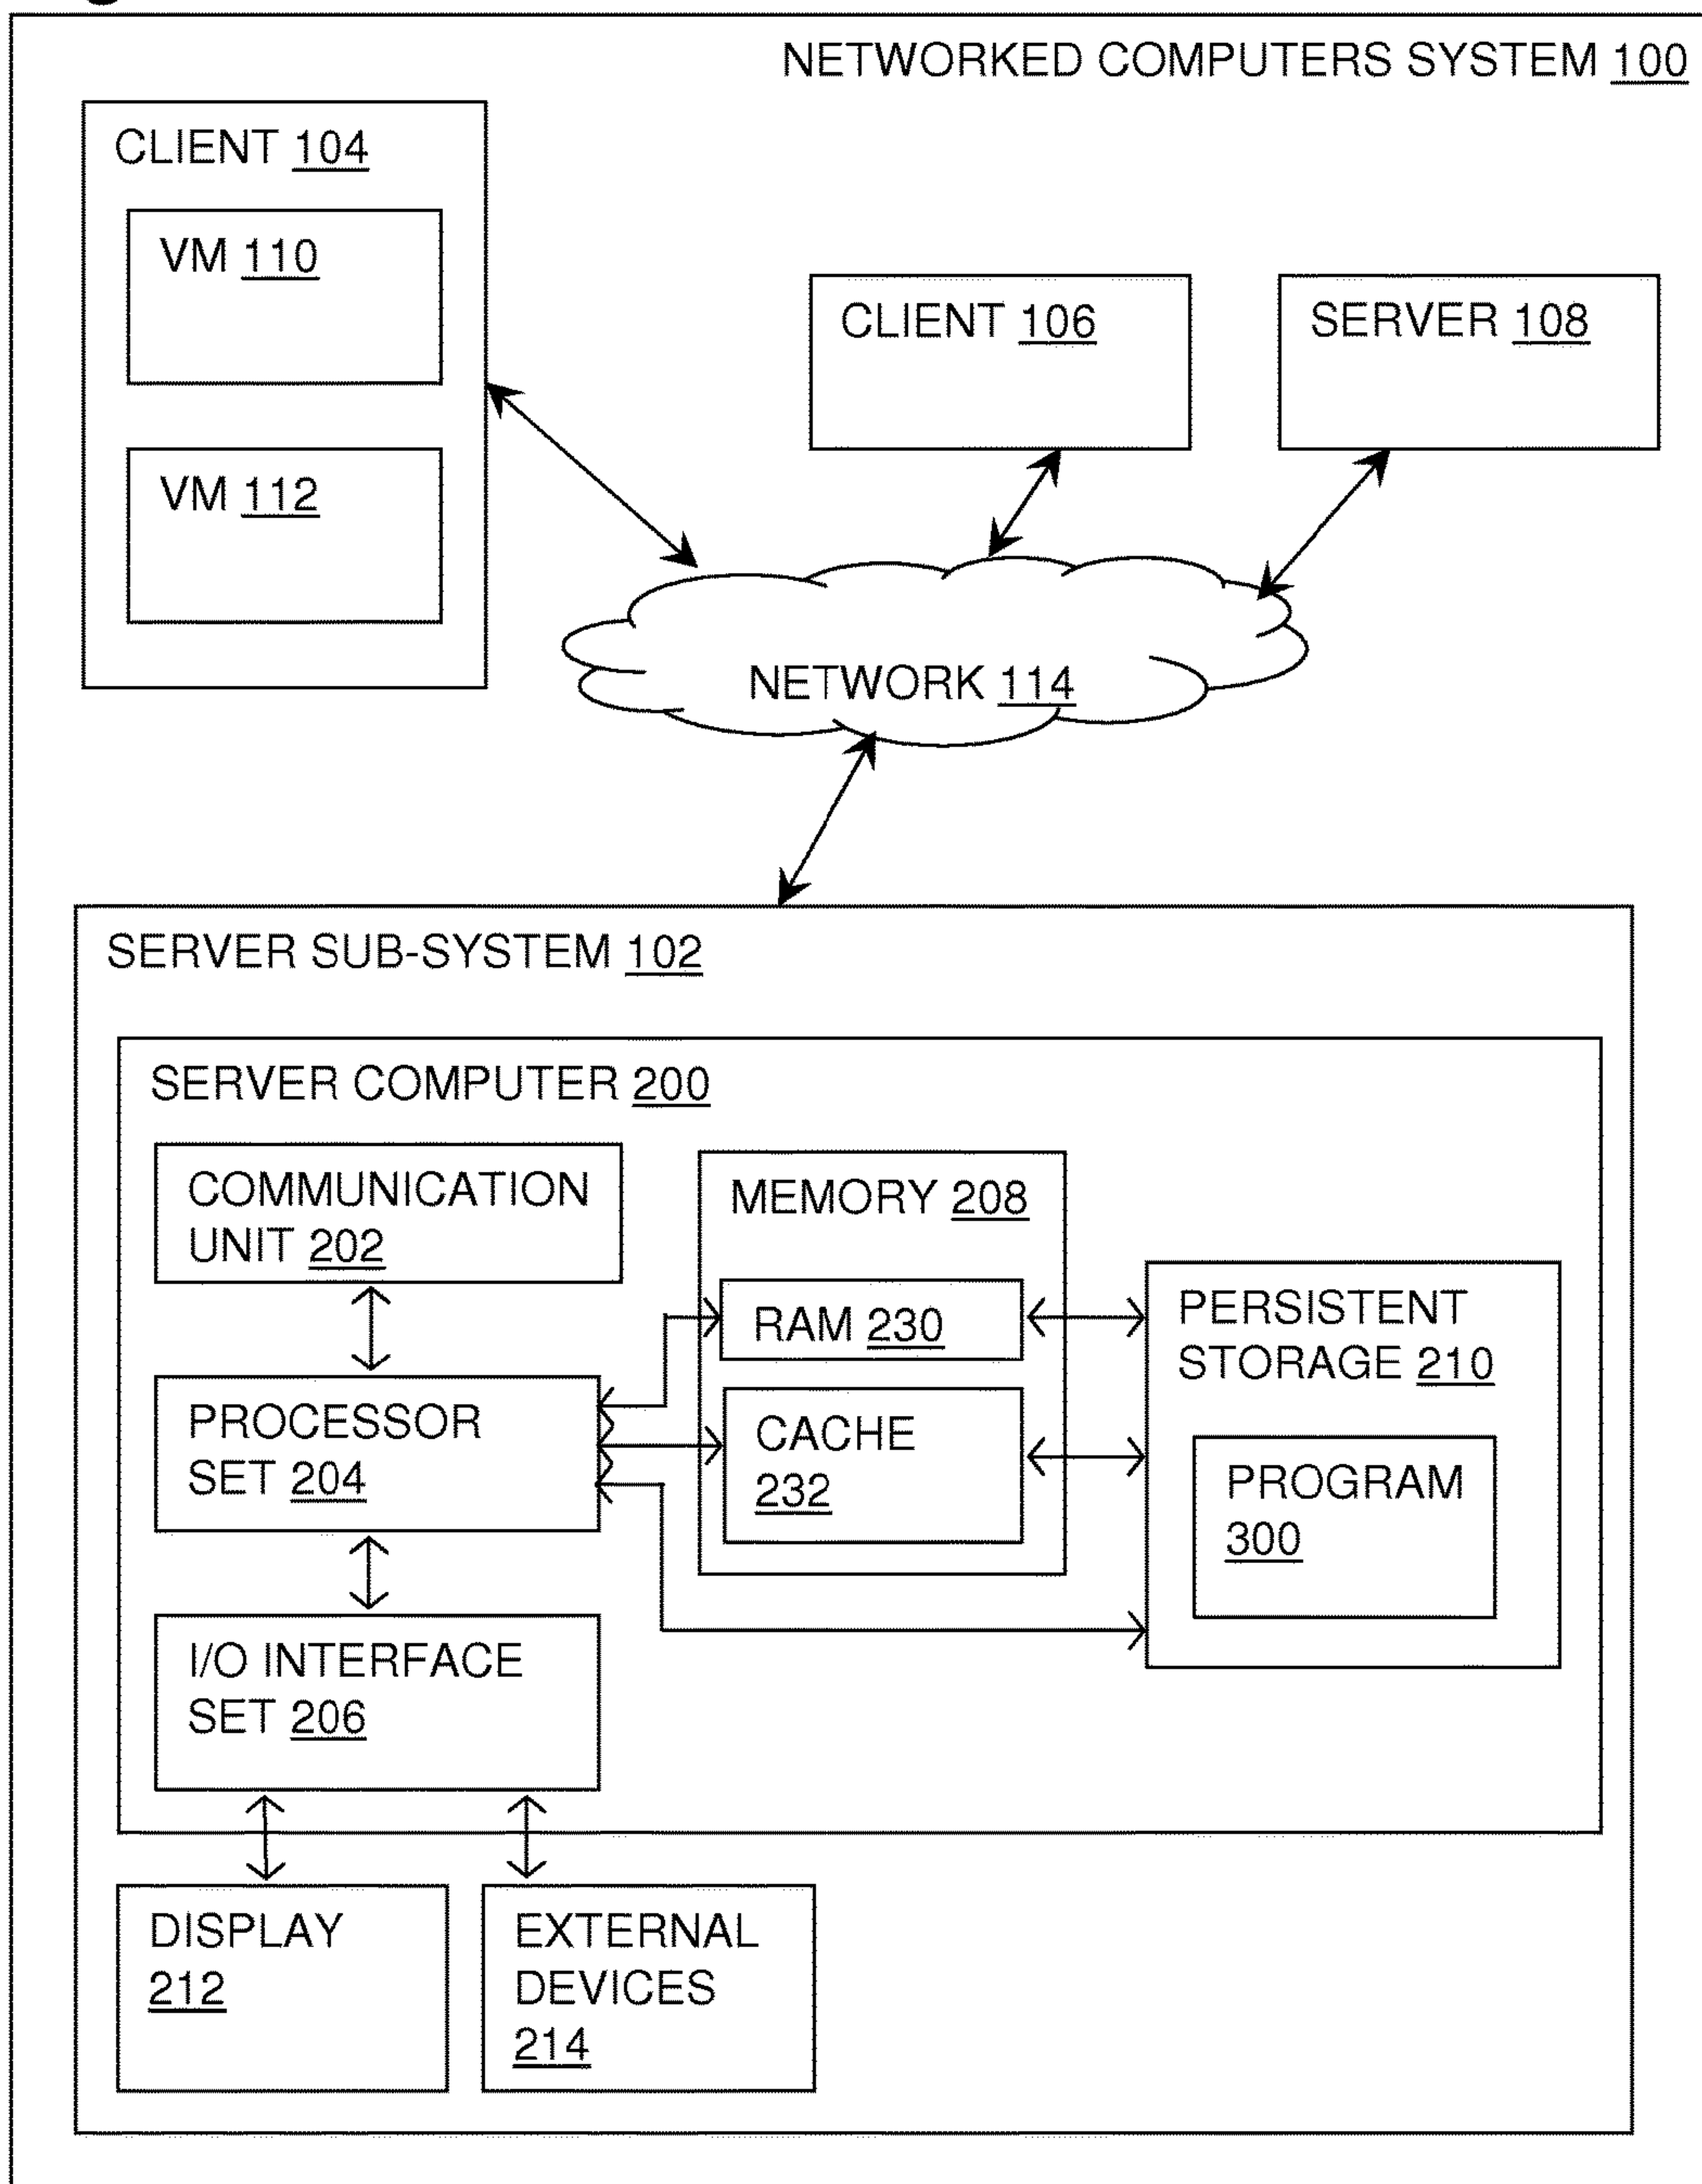 NETWORKED COMPUTERS SYSTEM 100
CLIENT 104
VM 110
VM 112
CLIENT 106
SERVER 108
NETWORK 114
SERVER SUB-SYSTEM 102
SERVER COMPUTER 200
COMMUNICATION
UNIT 202
PROCESSOR
SET 204
I/O INTERFACE
SET 206
MEMORY 208
RAM 230
CACHE
232
PERSISTENT
STORAGE 210
PROGRAM
300
DISPLAY
212
EXTERNAL
DEVICES
214